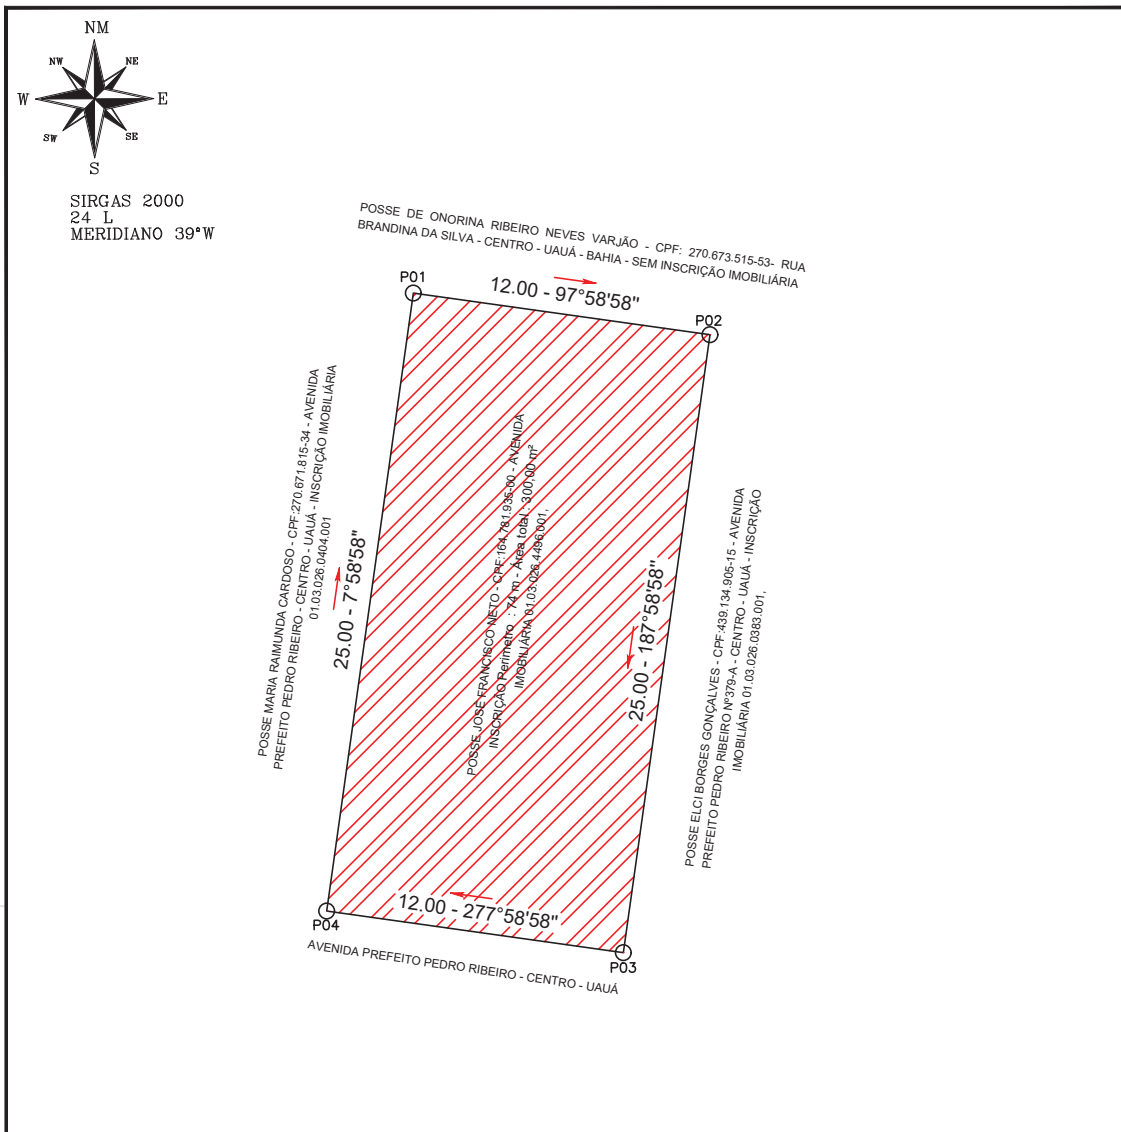 NM
NW
NE
W
E
SW
SE
S
SIRGAS 2000
24 L
MERIDIANO 39°W
POSSE DE ONORINA RIBEIRO NEVES VARJÃO - CPF: 270.673.515-53- RUA
BRANDINA DA SILVA - CENTRO - UAUÁ - BAHIA - SEM INSCRIÇÃO IMOBILIÁRIA
P01
12.00 - 97°58'58"
P02
POSSE MARIA RAIMUNDA CARDOSO - CPF:270.671.815-34 - AVENIDA
PREFEITO PEDRO RIBEIRO - CENTRO - UAUÁ - INSCRIÇÃO IMOBILIÁRIA
01.03.026.0404.001
25.00 - 7°58'58"
POSSE JOSE FRANCISCO NETO - CPF:164.781.935-00 - AVENIDA
INSCRIÇÃO Perímetro : 74 m - Área total : 300,00 m²
IMOBILIÁRIA 01.03.026.4496.001,
25.00 - 187°58'58"
POSSE ELCI BORGES GONÇALVES - CPF:439.134.905-15 - AVENIDA
PREFEITO PEDRO RIBEIRO Nº379-A - CENTRO - UAUÁ - INSCRIÇÃO
IMOBILIÁRIA 01.03.026.0383.001,
12.00 - 277°58'58"
P04
P03
AVENIDA PREFEITO PEDRO RIBEIRO - CENTRO - UAUÁ